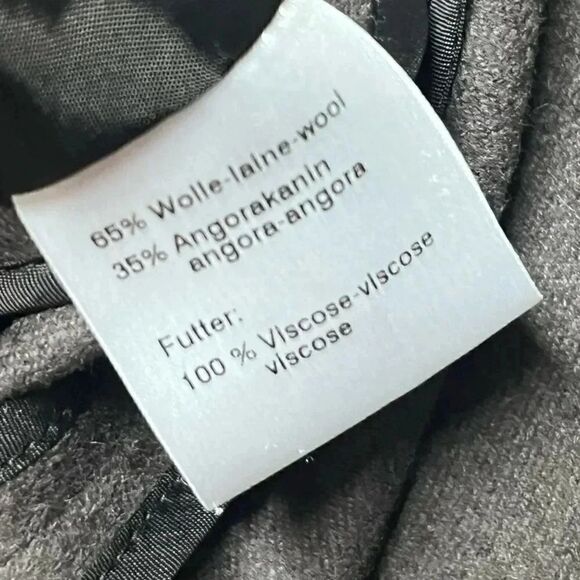 65% Wolle-laine-wool
35% Angorakanin
angora-angora
Futter:
100 % Viscose-viscose
viscose